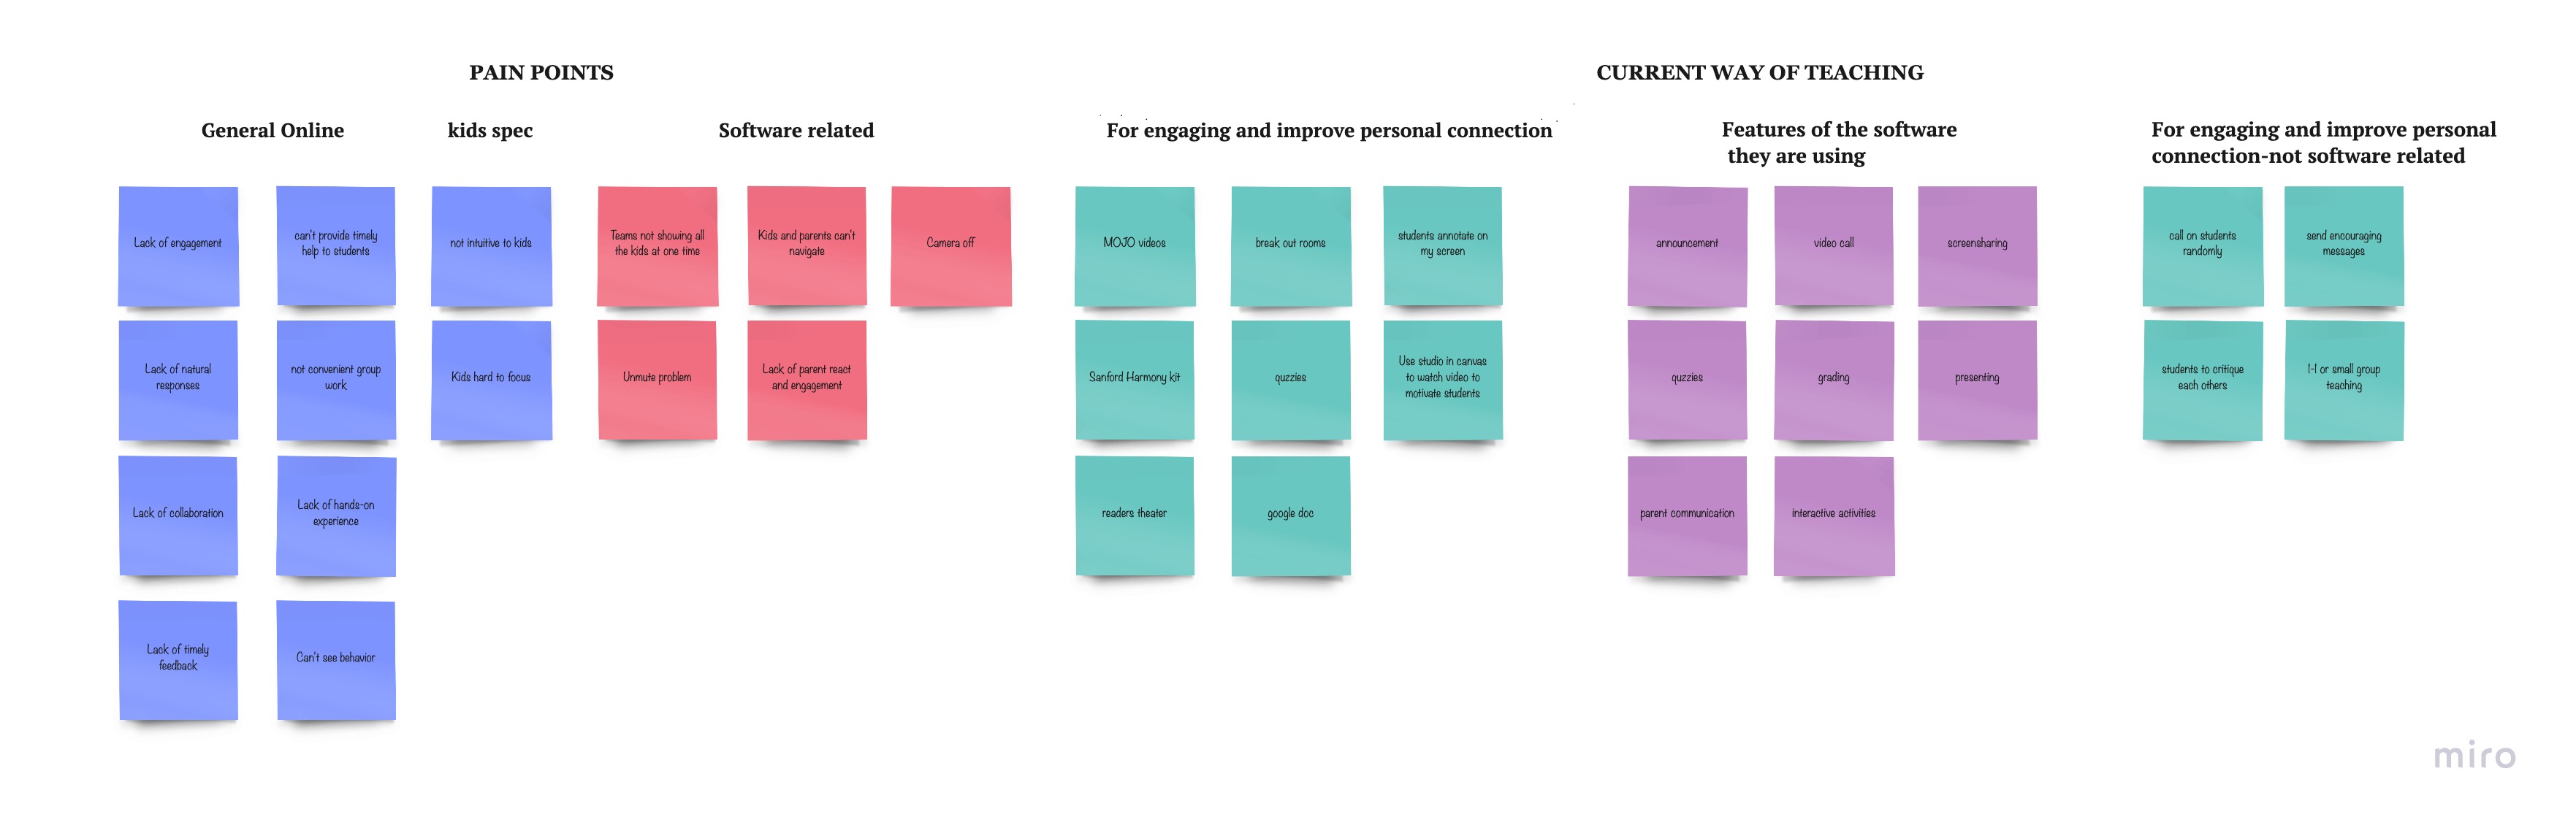 PAIN POINTS
CURRENT WAY OF TEACHING
General Online
kids spec
Software related
For engaging and improve personal connection
Features of the software
they are using
For engaging and improve personal
connection-not software related
Lack of engagement
can't provide timely
help to students
not intuitive to kids
Teams not showing all
the kids at one time
Kids and parents can't
navigate
Camera off
MOJO videos
break out rooms
students annotate on
my screen
announcement
video call
screensharing
call on students
randomly
send encouraging
messages
Lack of natural
responses
not convenient group
work
Kids hard to focus
Unmute problem
Lack of parent react
and engagement
Sanford Harmony kit
quzzies
Use studio in canvas
to watch video to
motivate students
quzzies
grading
presenting
students to critique
each others
1-1 or small group
teaching
Lack of collaboration
Lack of hands-on
experience
readers theater
google doc
parent communication
interactive activities
Lack of timely
feedback
Can't see behavior
miro